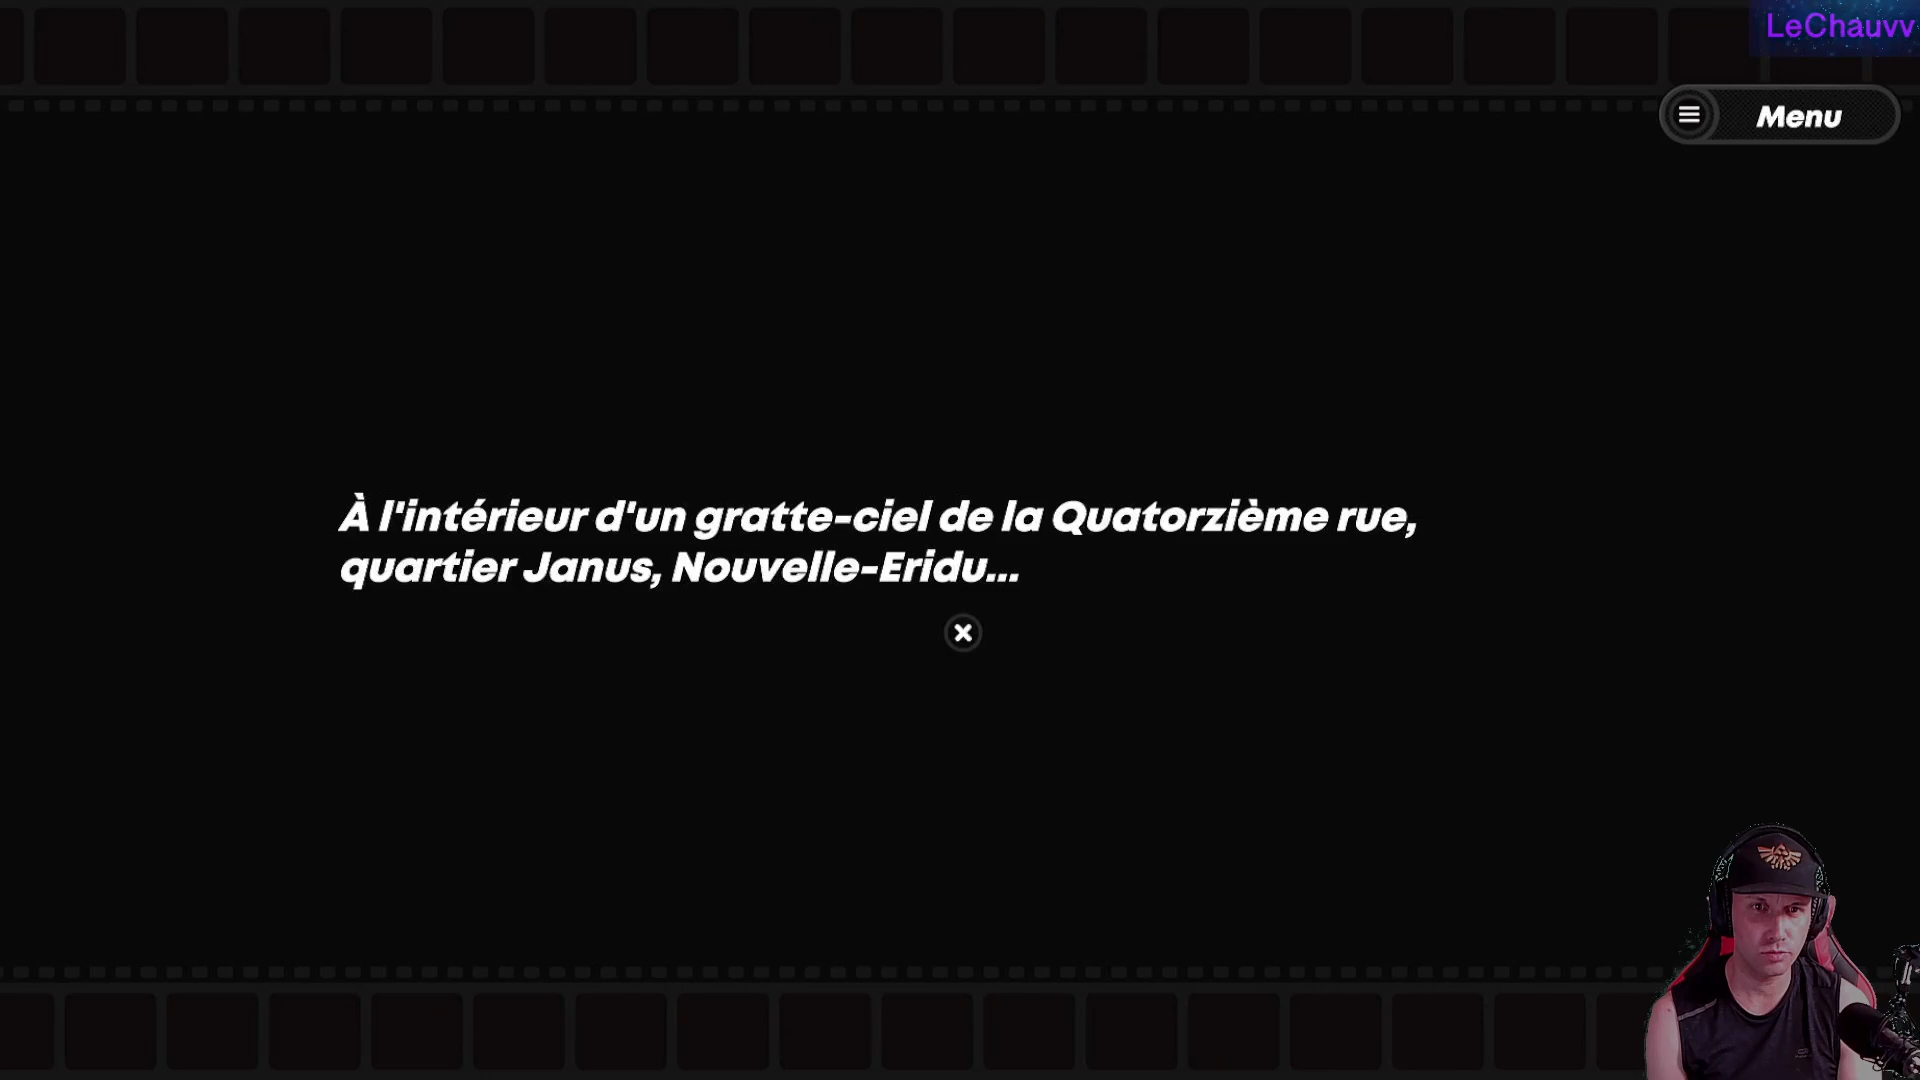 LeChauvv
Menu
À l'intérieur d'un gratte-ciel de la Quatorzième rue,
quartier Janus, Nouvelle-Eridu...